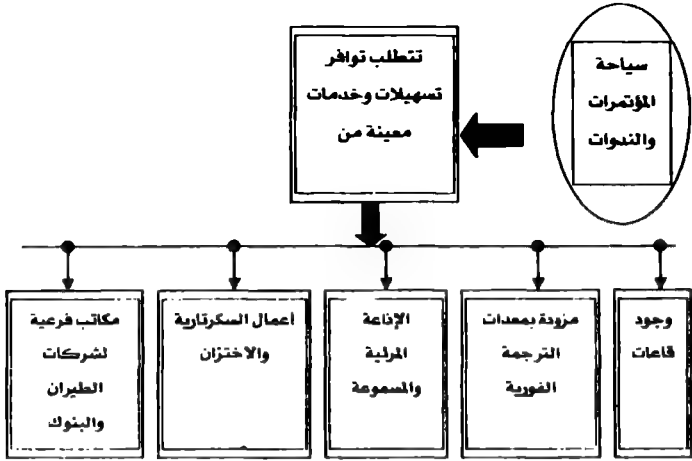 سياحة
المؤتمرات
والندوات
تتطلب توافر
تسهيلات وخدمات
معينة من
وجود
قاعات
مزودة بمعدات
الترجمة
الفورية
الإذاعة
المرئية
والمسموعة
أعمال السكرتارية
والاختزان
مكاتب فرعية
لشركات
الطيران
والبنوك